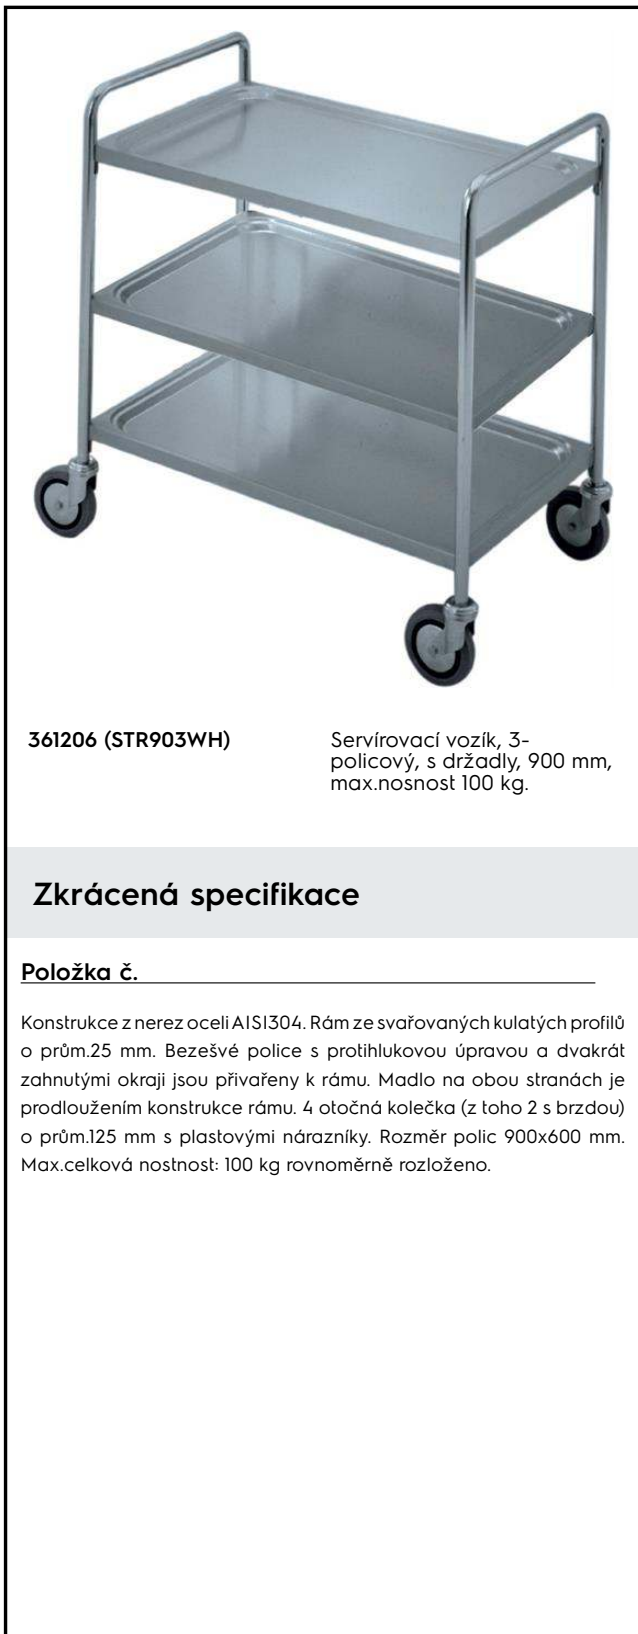 361206 (STR903WH)
Servírovací vozík, 3-
policový, s držadly, 900 mm,
max.nosnost 100 kg.
Zkrácená specifikace
Položka č.
Konstrukce z nerez oceli AISI304. Rám ze svařovaných kulatých profilů
o prům.25 mm. Bezešvé police s protihlukovou úpravou a dvakrát
zahnutými okraji jsou přivařeny k rámu. Madlo na obou stranách je
prodloužením konstrukce rámu. 4 otočná kolečka (z toho 2 s brzdou)
o prům.125 mm s plastovými nárazníky. Rozměr polic 900x600 mm.
Max.celková nostnost: 100 kg rovnoměrně rozloženo.